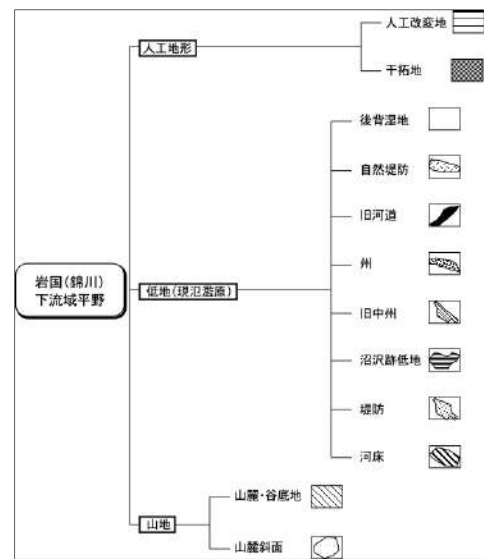 人工改変地
人工地形
干拓地
後背湿地
自然堤防
旧河道
州
岩国(錦川)
下流域平野
低地(現氾濫原)
旧中州
沼沢跡低地
堤防
河床
山麓・谷底地
山地
山麓斜面